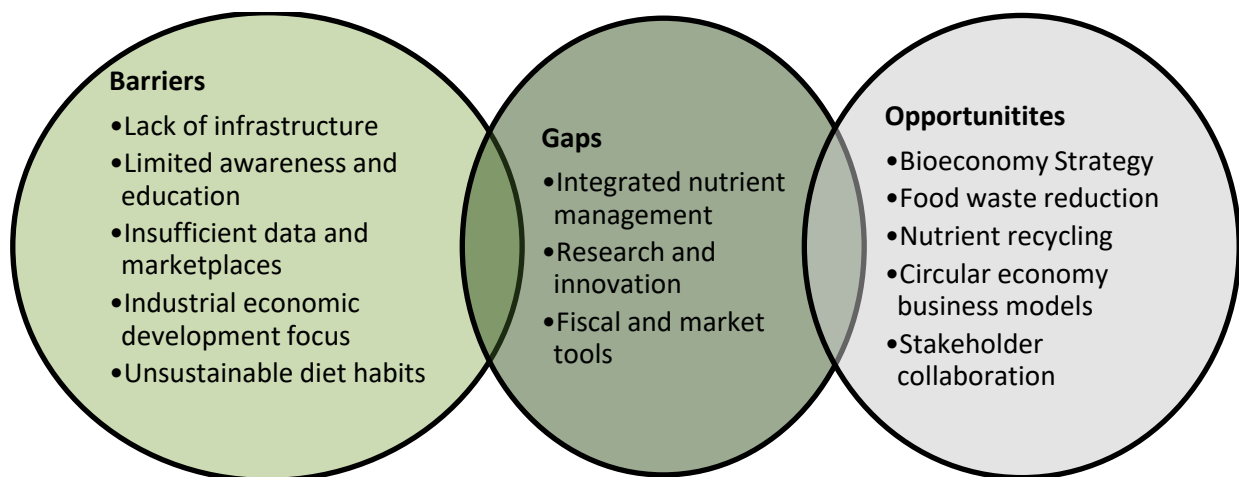 Barriers
•Lack of infrastructure
•Limited awareness and
education
•Insufficient data and
marketplaces
•Industrial economic
development focus
•Unsustainable diet habits
Gaps
•Integrated nutrient
management
•Research and
innovation
•Fiscal and market
tools
Opportunitites
•Bioeconomy Strategy
•Food waste reduction
•Nutrient recycling
•Circular economy
business models
•Stakeholder
collaboration